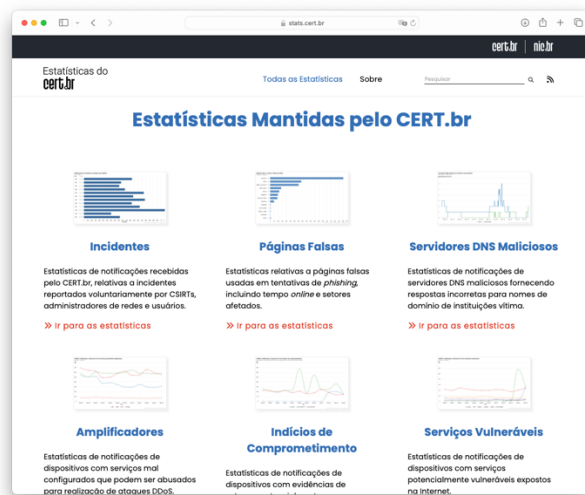 stats.cert.br
cert.br nic.br
Estatísticas do
cert.br
Todas as Estatísticas Sobre Pesquisar
Estatísticas Mantidas pelo CERT.br
Incidentes
Estatísticas de notificações recebidas
pelo CERT.br, relativas a incidentes
reportados voluntariamente por CSIRTs,
administradores de redes e usuários.
» Ir para as estatísticas
Páginas Falsas
Estatísticas relativas a páginas falsas
usadas em tentativas de phishing,
incluindo tempo online e setores
afetados.
» Ir para as estatísticas
Servidores DNS Maliciosos
Estatísticas de notificações de
servidores DNS maliciosos fornecendo
respostas incorretas para nomes de
domínio de instituições vítima.
» Ir para as estatísticas
Amplificadores
Estatísticas de notificações de
dispositivos com serviços mal
configurados que podem ser abusados
para realização de ataques DDoS.
Indícios de
Comprometimento
Estatísticas de notificações de
dispositivos com evidências de
Serviços Vulneráveis
Estatísticas de notificações de
dispositivos com serviços
potencialmente vulneráveis expostos
na Internet.